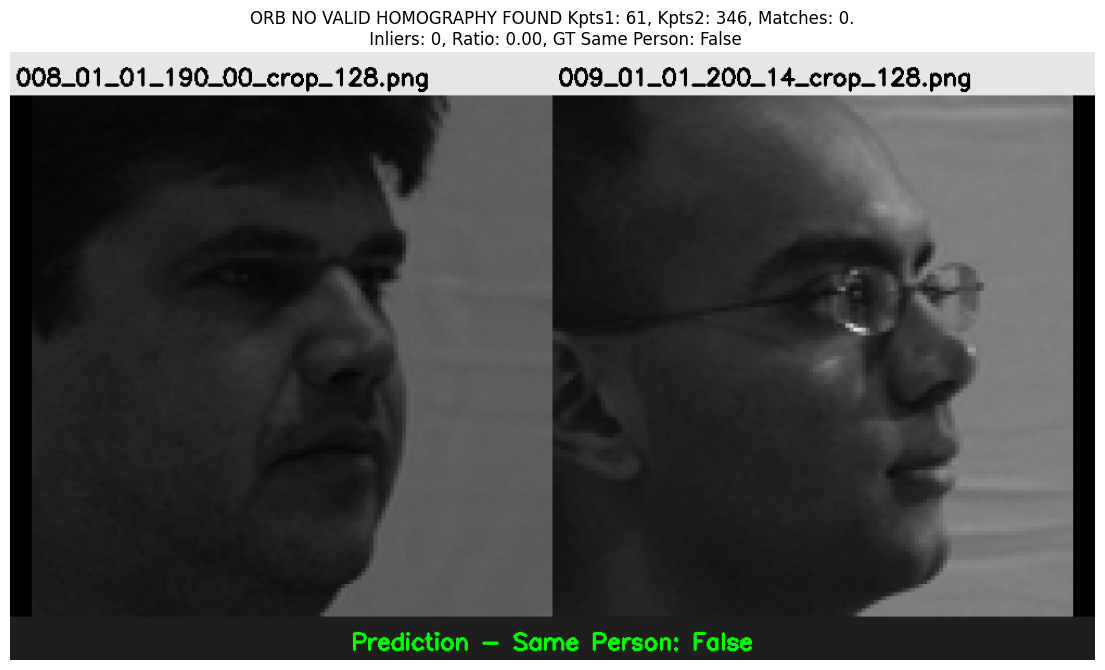 ORB NO VALID HOMOGRAPHY FOUND Kpts1: 61, Kpts2: 346, Matches: 0.
Inliers: 0, Ratio: 0.00, GT Same Person: False
008_01_01_190_00_crop_128.png
009_01_01_200_14_crop_128.png
Prediction - Same Person: False